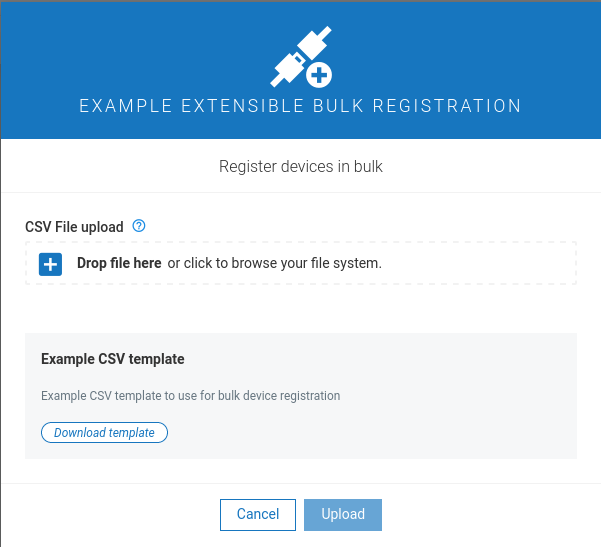 EXAMPLE EXTENSIBLE BULK REGISTRATION
Register devices in bulk
CSV File upload ?
Drop file here or click to browse your file system.
Example CSV template
Example CSV template to use for bulk device registration
Download template
Cancel Upload